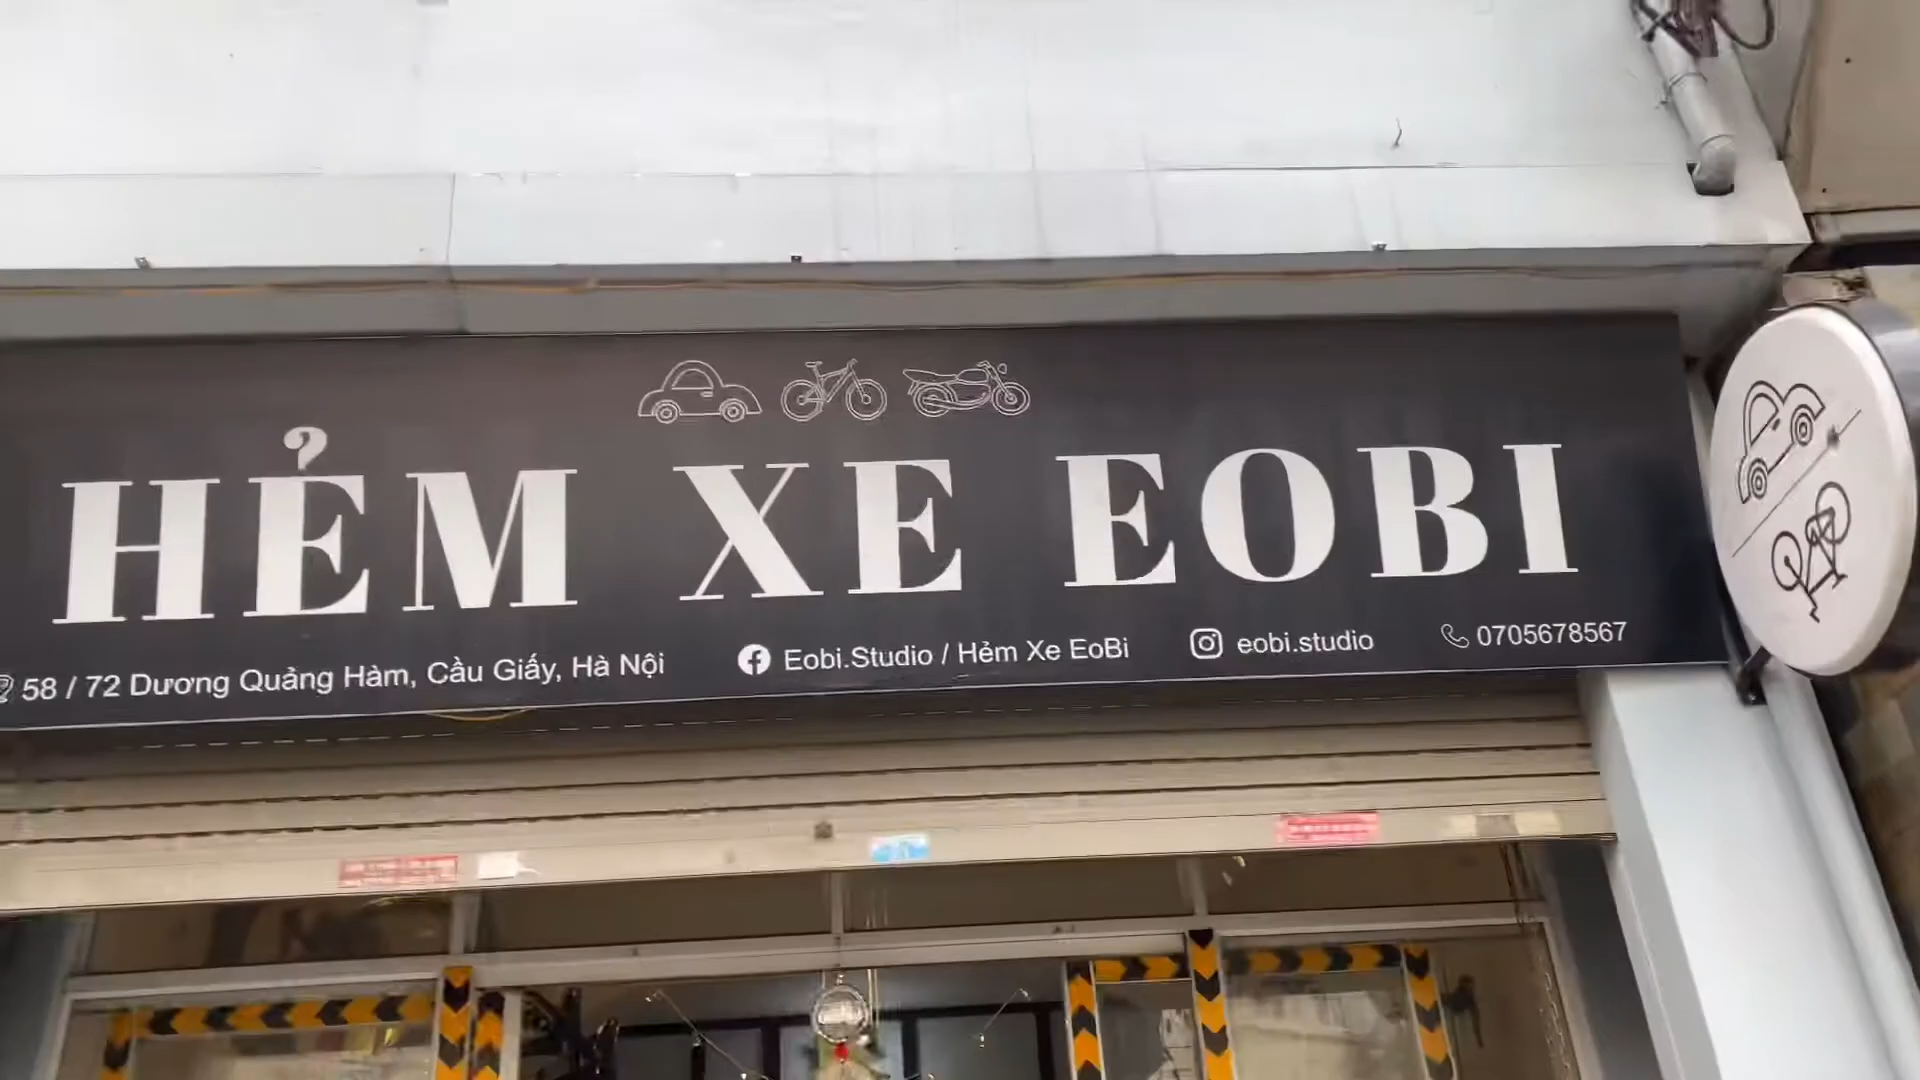 HẺM XE EOBI
58 / 72 Dương Quảng Hàm, Cầu Giấy, Hà Nội Eobi.Studio / Hẻm Xe EoBi eobi.studio 0705678567